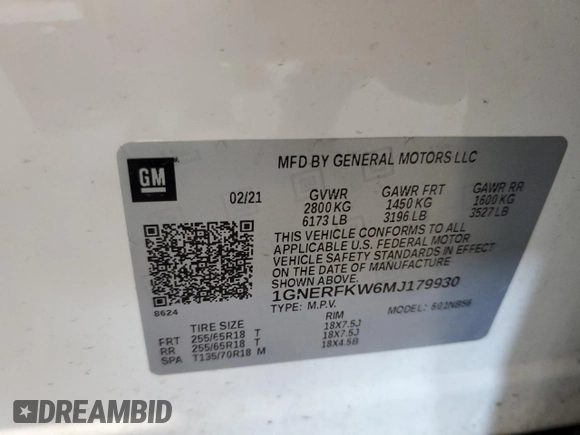 MFD BY GENERAL MOTORS LLC
GM
02/21
GVWR GAWR FRT GAWR RR
2800 KG 1450 KG 1600 KG
6173 LB 3196 LB 3527 LB
THIS VEHICLE CONFORMS TO ALL
APPLICABLE U.S. FEDERAL MOTOR
VEHICLE SAFETY STANDARDS IN EFFECT
ON THE DATE OF MANUFACTURE
SHOWN ABOVE.
1GNERFKW6MJ179930
8624
TYPE: M.P.V. MODEL:
TIRE SIZE RIM
FRT 255/65R18 T 18X7.5J
RR 255/65R18 T 18X7.5J
SPA T135/70R18 M 18X4.5B
DREAMBID